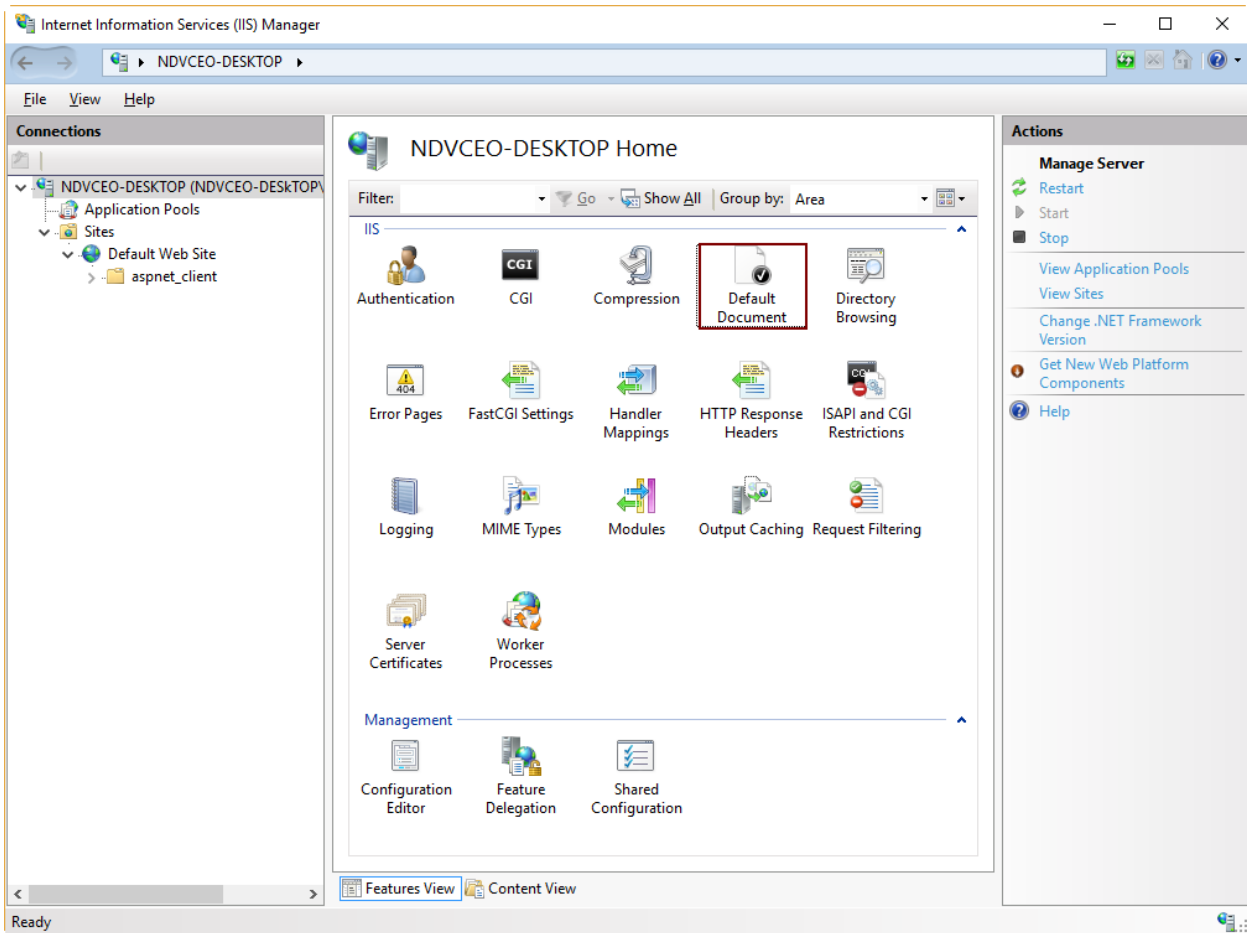 Internet Information Services (IIS) Manager
NDVCEO-DESKTOP
File View Help
Connections
NDVCEO-DESKTOP (NDVCEO-DESKTOP\
Application Pools
Sites
Default Web Site
aspnet_client
NDVCEO-DESKTOP Home
Filter: Go Show All Group by: Area
IIS
Authentication
CGI
Compression
Default
Document
Directory
Browsing
Error Pages
FastCGI Settings
Handler
Mappings
HTTP Response
Headers
ISAPI and CGI
Restrictions
Logging
MIME Types
Modules
Output Caching
Request Filtering
Server
Certificates
Worker
Processes
Management
Configuration
Editor
Feature
Delegation
Shared
Configuration
Features View
Content View
Actions
Manage Server
Restart
Start
Stop
View Application Pools
View Sites
Change .NET Framework
Version
Get New Web Platform
Components
Help
Ready
CGI
404
CGI